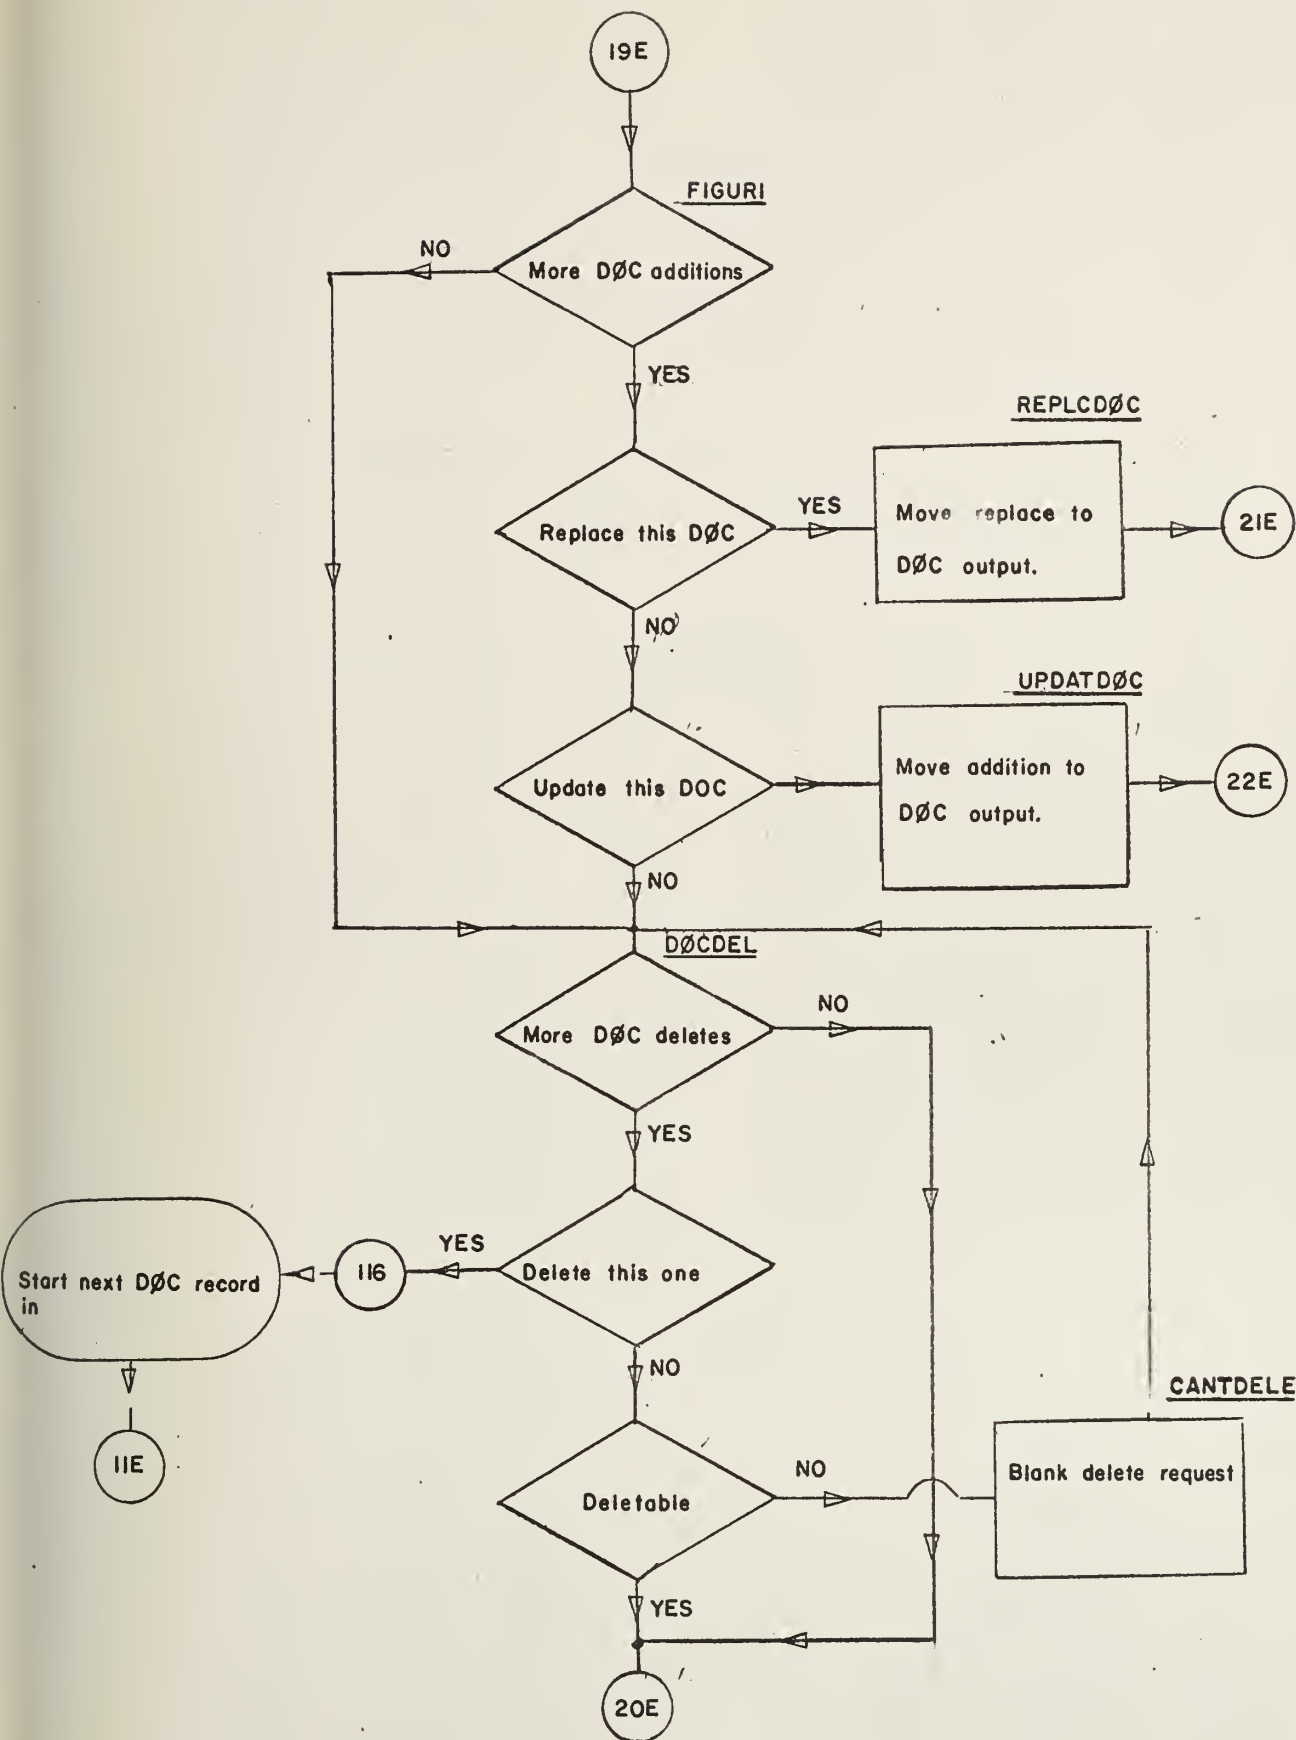 19E
FIGURI
More DØC additions
NO
YES
REPLCDØC
Replace this DØC
YES
Move replace to
DØC output.
21E
NO
UPDATDØC
Update this DOC
Move addition to
DØC output.
22E
NO
DØCDEL
More DØC deletes
NO
YES
Delete this one
YES
116
Start next DØC record
in
11E
NO
CANTDELE
Deletable
NO
Blank delete request
YES
20E